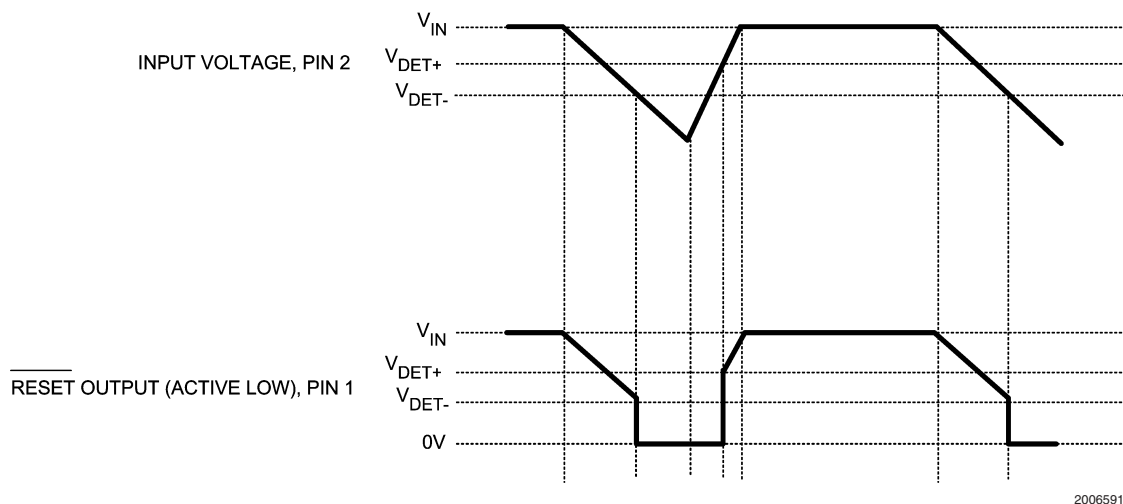 V_IN
INPUT VOLTAGE, PIN 2
V_DET+
V_DET-
V_IN
V_DET+
RESET OUTPUT (ACTIVE LOW), PIN 1
V_DET-
0V
2006591